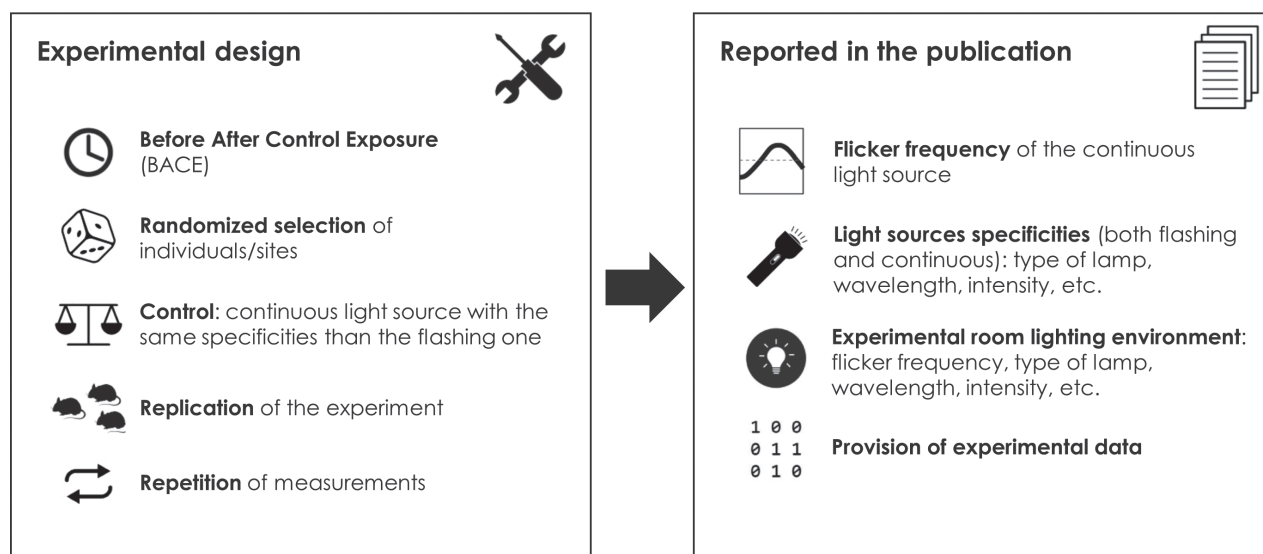 Experimental design
Before After Control Exposure
(BACE)
Randomized selection of
individuals/sites
Control: continuous light source with the
same specificities than the flashing one
Replication of the experiment
Repetition of measurements
Reported in the publication
Flicker frequency of the continuous
light source
Light sources specificities (both flashing
and continuous): type of lamp,
wavelength, intensity, etc.
Experimental room lighting environment:
flicker frequency, type of lamp,
wavelength, intensity, etc.
1 0 0
0 1 1
0 1 0
Provision of experimental data